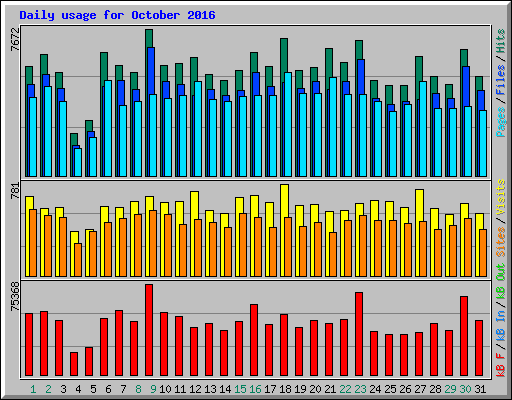 Daily usage for October 2016
7672
Pages / Files / Hits
781
Sites / Visits
75368
kB F / kB In / kB Out
1 2 3 4 5 6 7 8 9 10 11 12 13 14 15 16 17 18 19 20 21 22 23 24 25 26 27 28 29 30 31